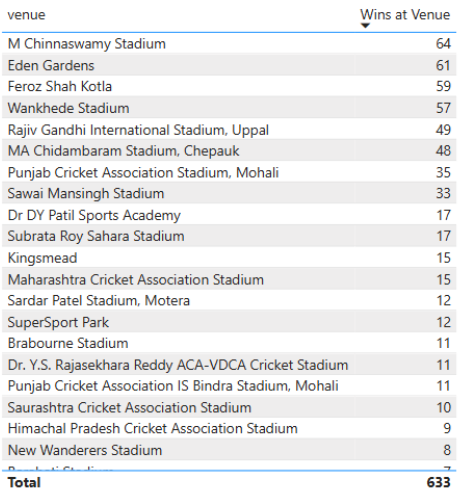 venue Wins at Venue
M Chinnaswamy Stadium 64
Eden Gardens 61
Feroz Shah Kotla 59
Wankhede Stadium 57
Rajiv Gandhi International Stadium, Uppal 49
MA Chidambaram Stadium, Chepauk 48
Punjab Cricket Association Stadium, Mohali 35
Sawai Mansingh Stadium 33
Dr DY Patil Sports Academy 17
Subrata Roy Sahara Stadium 17
Kingsmead 15
Maharashtra Cricket Association Stadium 15
Sardar Patel Stadium, Motera 12
SuperSport Park 12
Brabourne Stadium 11
Dr. Y.S. Rajasekhara Reddy ACA-VDCA Cricket Stadium 11
Punjab Cricket Association IS Bindra Stadium, Mohali 11
Saurashtra Cricket Association Stadium 10
Himachal Pradesh Cricket Association Stadium 9
New Wanderers Stadium 8
Total 633